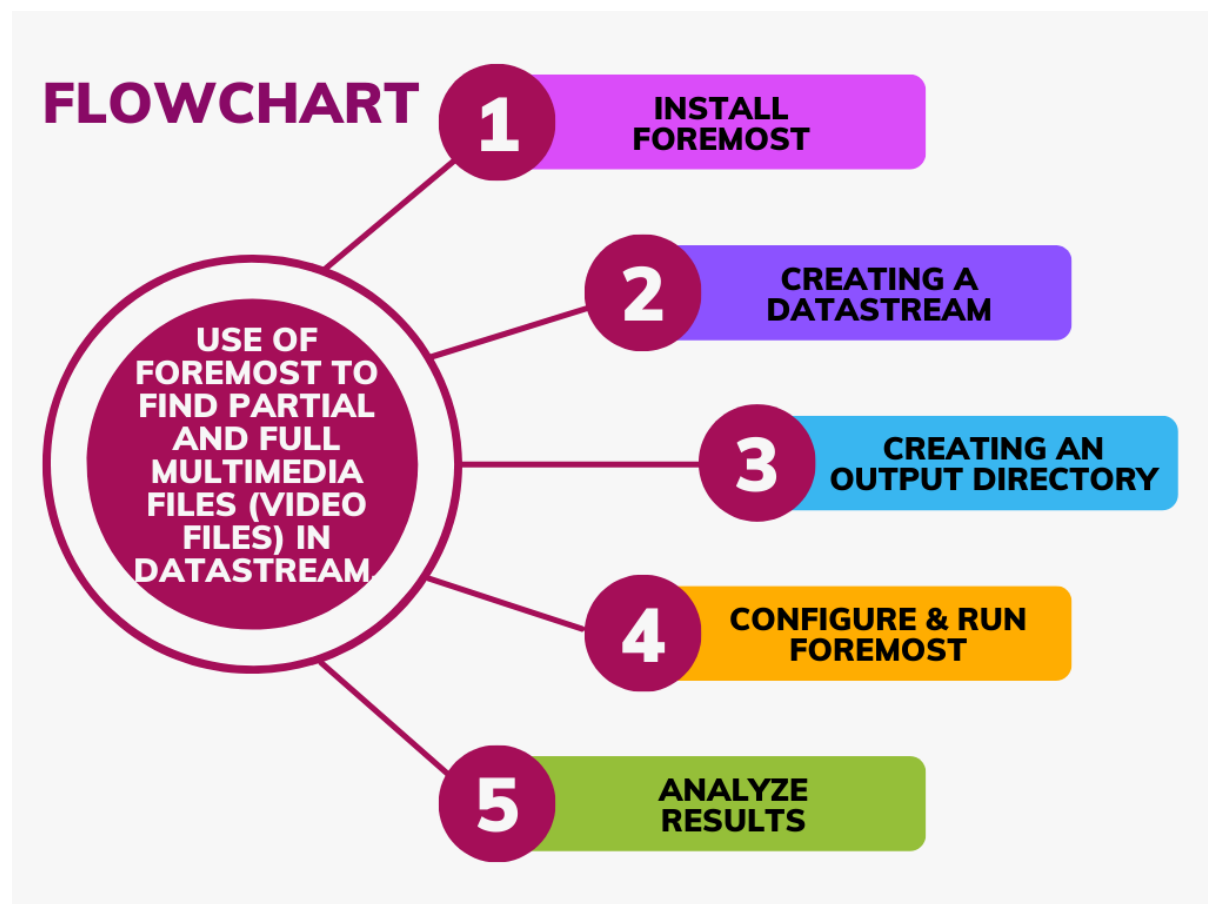 FLOWCHART
1
INSTALL
FOREMOST
2
CREATING A
DATASTREAM
USE OF
FOREMOST TO
FIND PARTIAL
AND FULL
MULTIMEDIA
FILES (VIDEO
FILES) IN
DATASTREAM.
3
CREATING AN
OUTPUT DIRECTORY
4
CONFIGURE & RUN
FOREMOST
5
ANALYZE
RESULTS